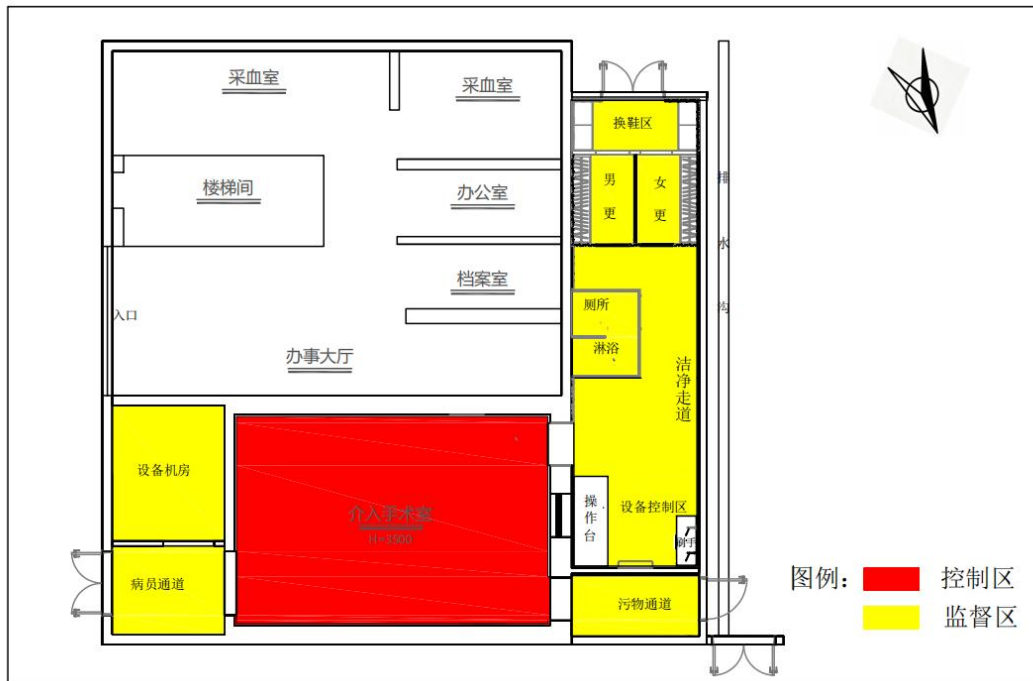 采血室
采血室
换鞋区
楼梯间
办公室
男更
女更
排水沟
档案室
入口
厕所
办事大厅
淋浴
洁净走道
设备机房
操作台
设备控制区
介入手术室
H=3500
刷手
病员通道
污物通道
图例：
控制区
监督区